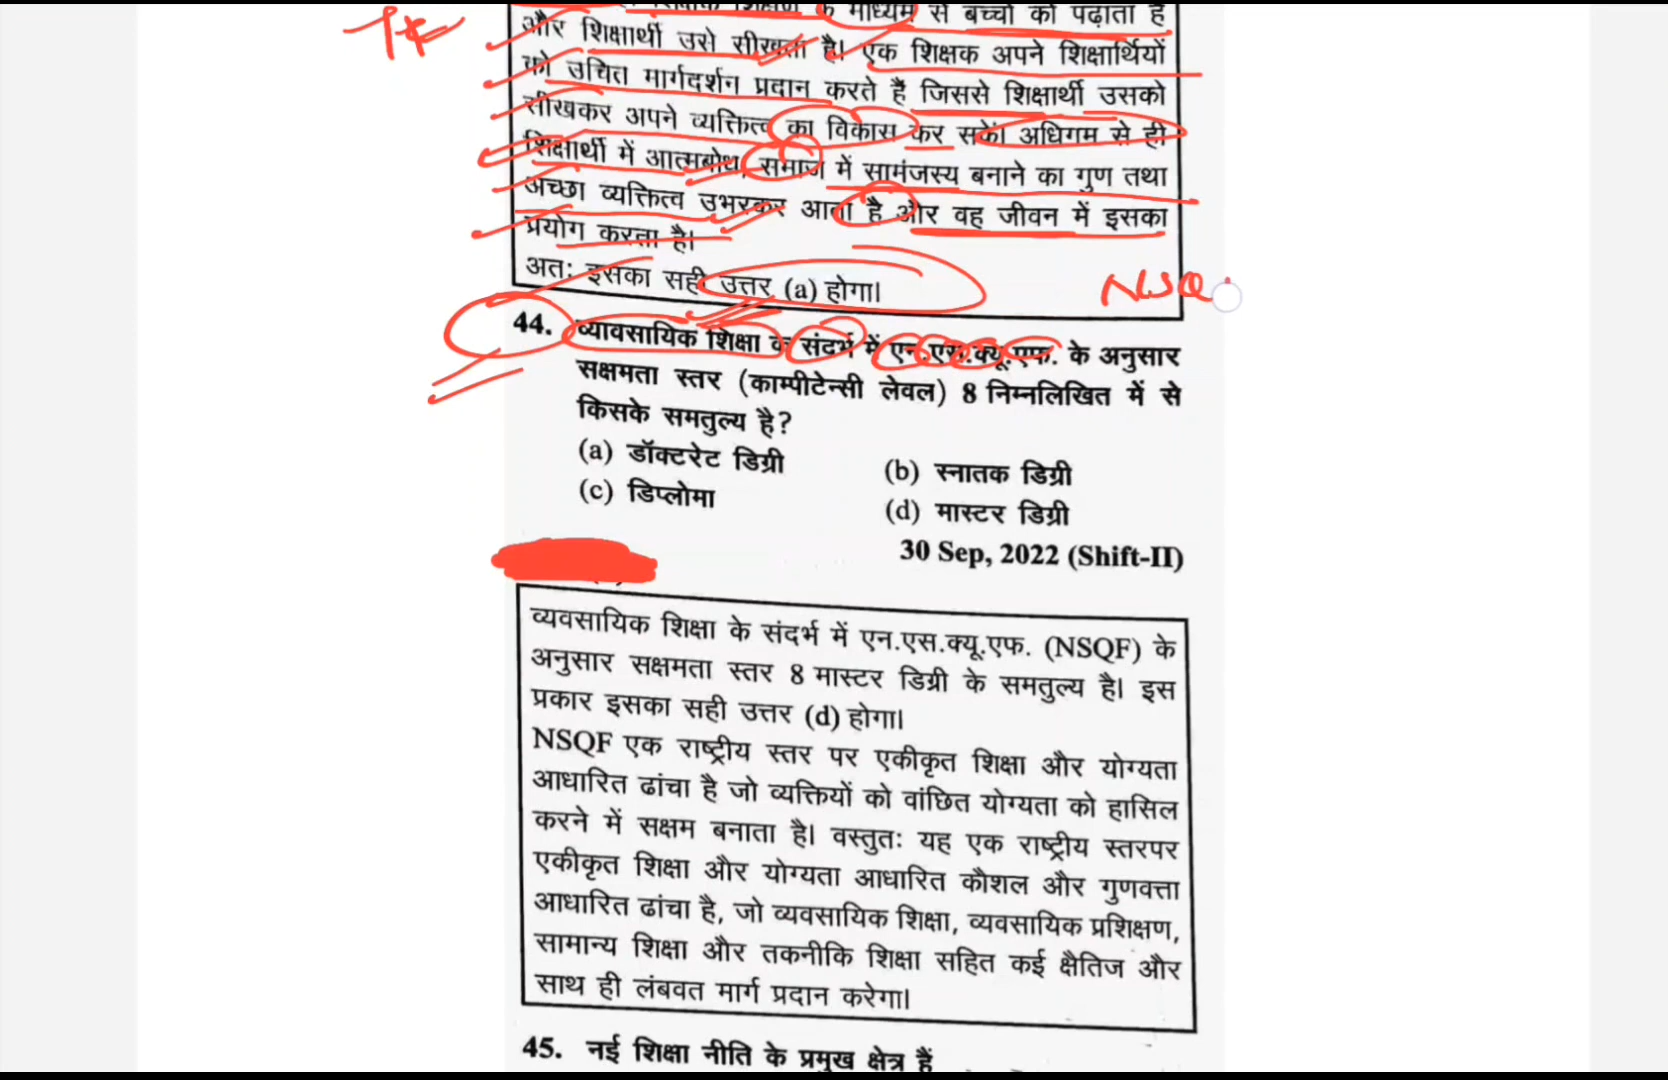 के माध्यम से बच्चों को पढ़ाता है
और शिक्षार्थी उसे सीखता है। एक शिक्षक अपने शिक्षार्थियों
को उचित मार्गदर्शन प्रदान करते हैं जिससे शिक्षार्थी उसको
सीखकर अपने व्यक्तित्व का विकास कर सकें। अधिगम से ही
शिक्षार्थी में आत्मबोध, समाज में सामंजस्य बनाने का गुण तथा
अच्छा व्यक्तित्व उभरकर आता है और वह जीवन में इसका
प्रयोग करता है।
अतः इसका सही उत्तर (a) होगा।
NSQ
44. व्यावसायिक शिक्षा के संदर्भ में एन.एस.क्यू.एफ. के अनुसार
सक्षमता स्तर (काम्पीटेन्सी लेवल) 8 निम्नलिखित में से
किसके समतुल्य है?
(a) डॉक्टरेट डिग्री (b) स्नातक डिग्री
(c) डिप्लोमा (d) मास्टर डिग्री
30 Sep, 2022 (Shift-II)
व्यवसायिक शिक्षा के संदर्भ में एन.एस.क्यू.एफ. (NSQF) के
अनुसार सक्षमता स्तर 8 मास्टर डिग्री के समतुल्य है। इस
प्रकार इसका सही उत्तर (d) होगा।
NSQF एक राष्ट्रीय स्तर पर एकीकृत शिक्षा और योग्यता
आधारित ढांचा है जो व्यक्तियों को वांछित योग्यता को हासिल
करने में सक्षम बनाता है। वस्तुतः यह एक राष्ट्रीय स्तरपर
एकीकृत शिक्षा और योग्यता आधारित कौशल और गुणवत्ता
आधारित ढांचा है, जो व्यवसायिक शिक्षा, व्यवसायिक प्रशिक्षण,
सामान्य शिक्षा और तकनीकि शिक्षा सहित कई क्षैतिज और
साथ ही लंबवत मार्ग प्रदान करेगा।
45. नई शिक्षा नीति के प्रमुख क्षेत्र हैं